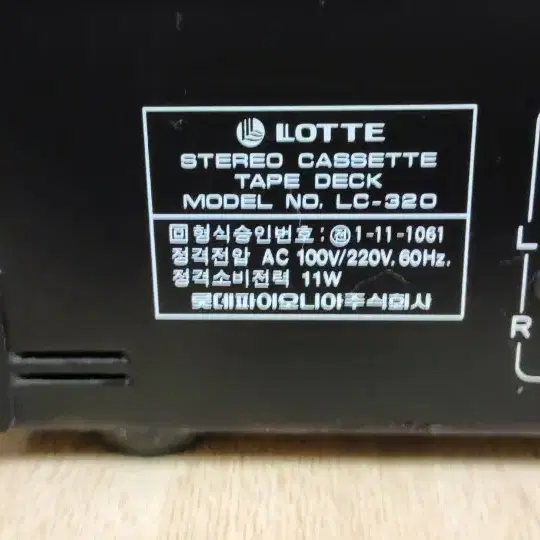 LOTTE
STEREO CASSETTE
TAPE DECK
MODEL NO. LC-320
回 형식승인번호 : 전 1-11-1061
정격전압 AC 100V/220V, 60Hz,
정격소비전력 11W
롯데파이오니아주식회사
L
R